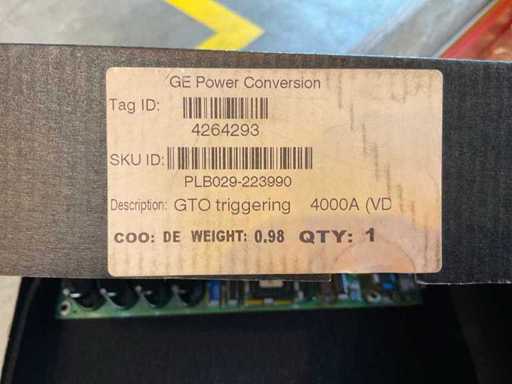 GE Power Conversion
Tag ID:
4264293
SKU ID:
PLB029-223990
Description: GTO triggering 4000A (VD
COO: DE WEIGHT: 0.98 QTY: 1